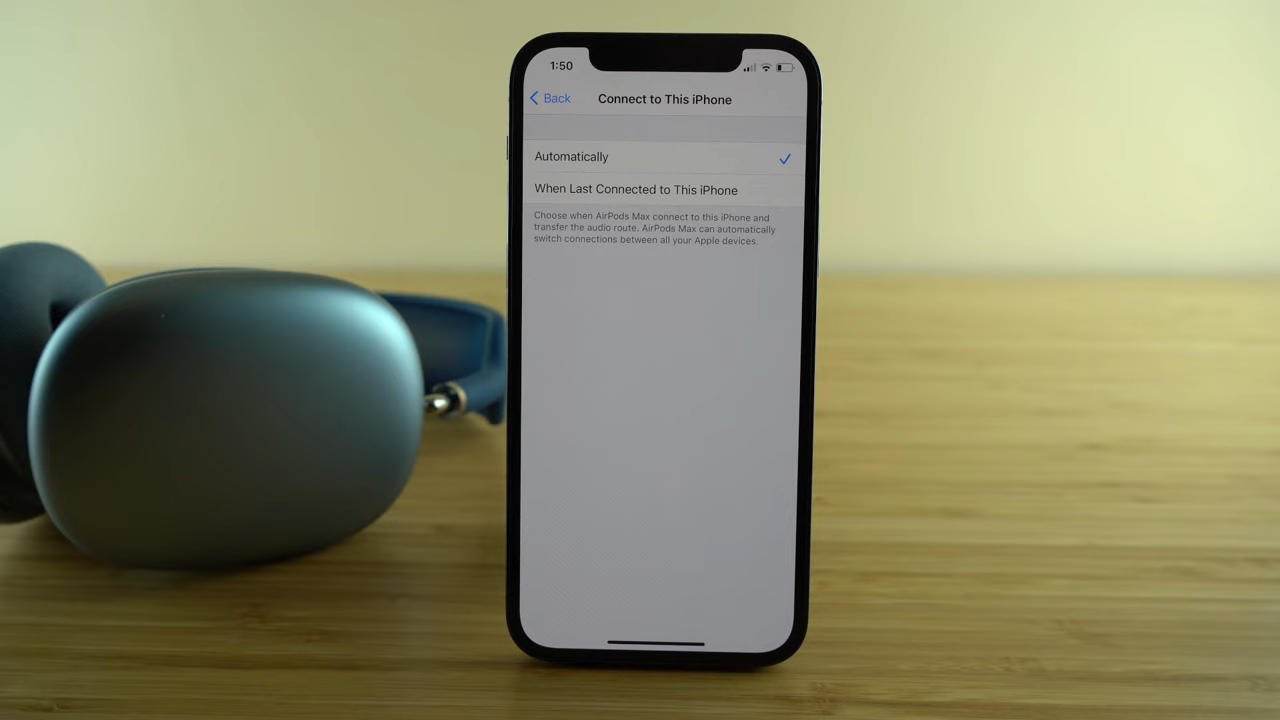 1:50
Back
Connect to This iPhone
Automatically
When Last Connected to This iPhone
Choose when AirPods Max connect to this iPhone and
transfer the audio route. AirPods Max can automatically
switch connections between all your Apple devices.